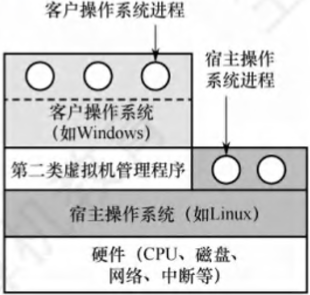 客户操作系统进程
宿主操作
系统进程
客户操作系统
（如Windows）
第二类虚拟机管理程序
宿主操作系统（如Linux）
硬件（CPU、磁盘、
网络、中断等）